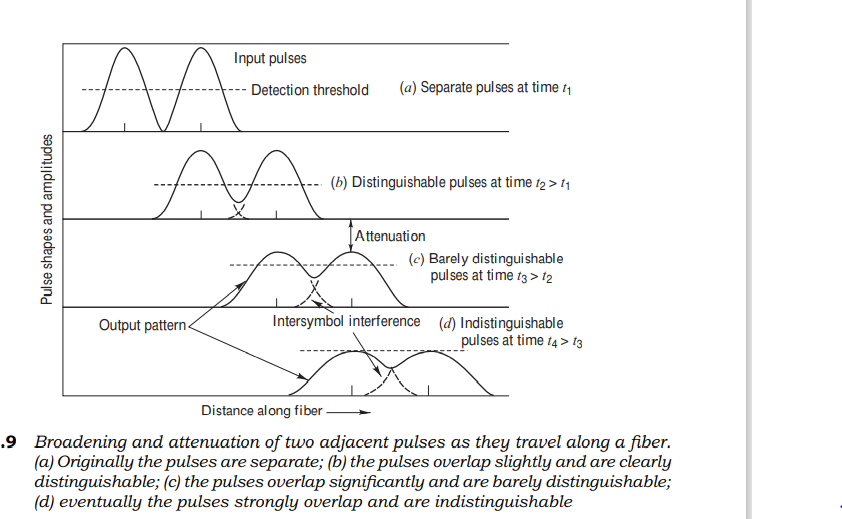 Input pulses
Detection threshold
(a) Separate pulses at time t1
Pulse shapes and amplitudes
(b) Distinguishable pulses at time t2 > t1
Attenuation
(c) Barely distinguishable
pulses at time t3 > t2
Output pattern
Intersymbol interference
(d) Indistinguishable
pulses at time t4 > t3
Distance along fiber
.9 Broadening and attenuation of two adjacent pulses as they travel along a fiber.
(a) Originally the pulses are separate; (b) the pulses overlap slightly and are clearly
distinguishable; (c) the pulses overlap significantly and are barely distinguishable;
(d) eventually the pulses strongly overlap and are indistinguishable